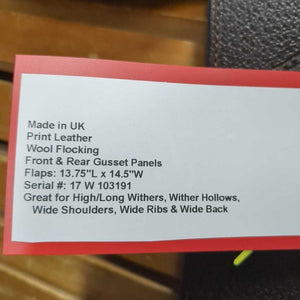 Made in UK
Print Leather
Wool Flocking
Front & Rear Gusset Panels
Flaps: 13.75"L x 14.5"W
Serial #: 17 W 103191
Great for High/Long Withers, Wither Hollows,
Wide Shoulders, Wide Ribs & Wide Back